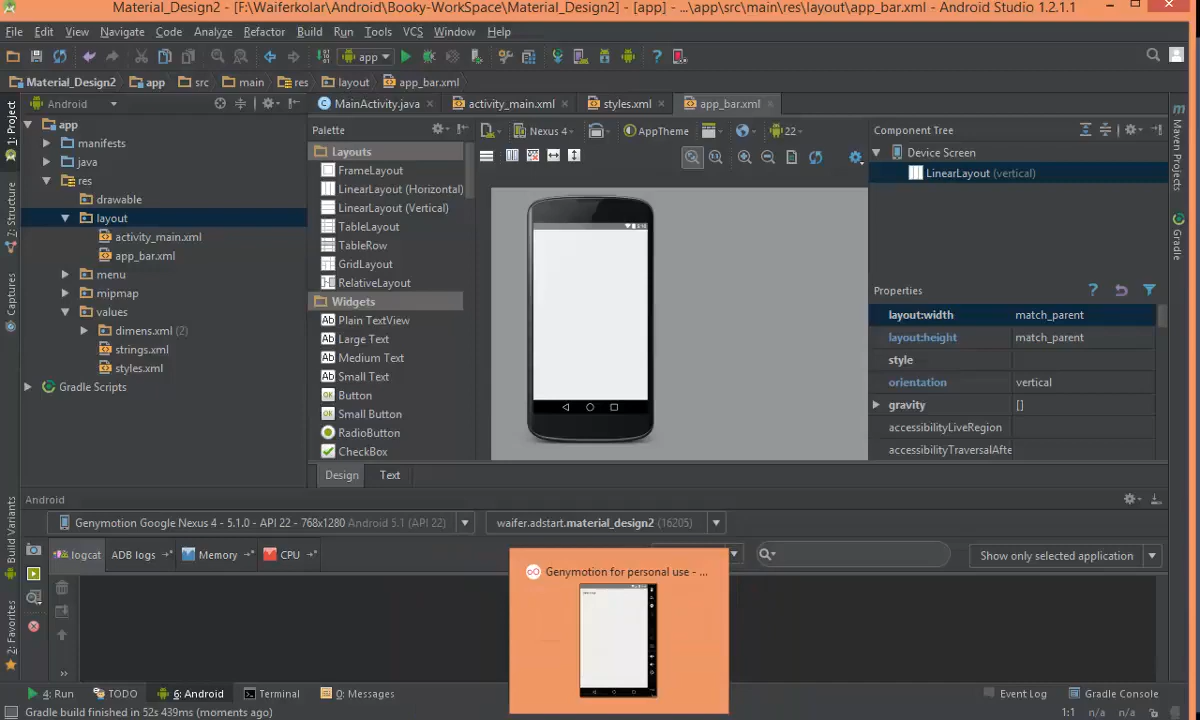 Material_Design2 - [F:\Waiferkolar\Android\Booky-WorkSpace\Material_Design2] - [app] - ...\app\src\main\res\layout\app_bar.xml - Android Studio 1.2.1.1
File Edit View Navigate Code Analyze Refactor Build Run Tools VCS Window Help
app
Material_Design2 app src main res layout app_bar.xml
Android
MainActivity.java activity_main.xml styles.xml app_bar.xml
1: Project
Z: Structure
Captures
Build Variants
2: Favorites
app
manifests
java
res
drawable
layout
activity_main.xml
app_bar.xml
menu
mipmap
values
dimens.xml (2)
strings.xml
styles.xml
Gradle Scripts
Palette
Layouts
FrameLayout
LinearLayout (Horizontal)
LinearLayout (Vertical)
TableLayout
TableRow
GridLayout
RelativeLayout
Widgets
Ab Plain TextView
Ab Large Text
Ab Medium Text
Ab Small Text
OK Button
OK Small Button
RadioButton
CheckBox
Nexus 4 AppTheme 22
Design Text
Component Tree
Device Screen
LinearLayout (vertical)
Properties
layout:width match_parent
layout:height match_parent
style
orientation vertical
gravity []
accessibilityLiveRegion
accessibilityTraversalAfte
Maven Projects
Gradle
Android
Genymotion Google Nexus 4 - 5.1.0 - API 22 - 768x1280 Android 5.1 (API 22)
waifer.adstart.material_design2 (16205)
logcat ADB logs Memory CPU
Show only selected application
Genymotion for personal use - ...
4: Run TODO 6: Android Terminal 0: Messages
Event Log Gradle Console
Gradle build finished in 52s 439ms (moments ago)
1:1 n/a n/a